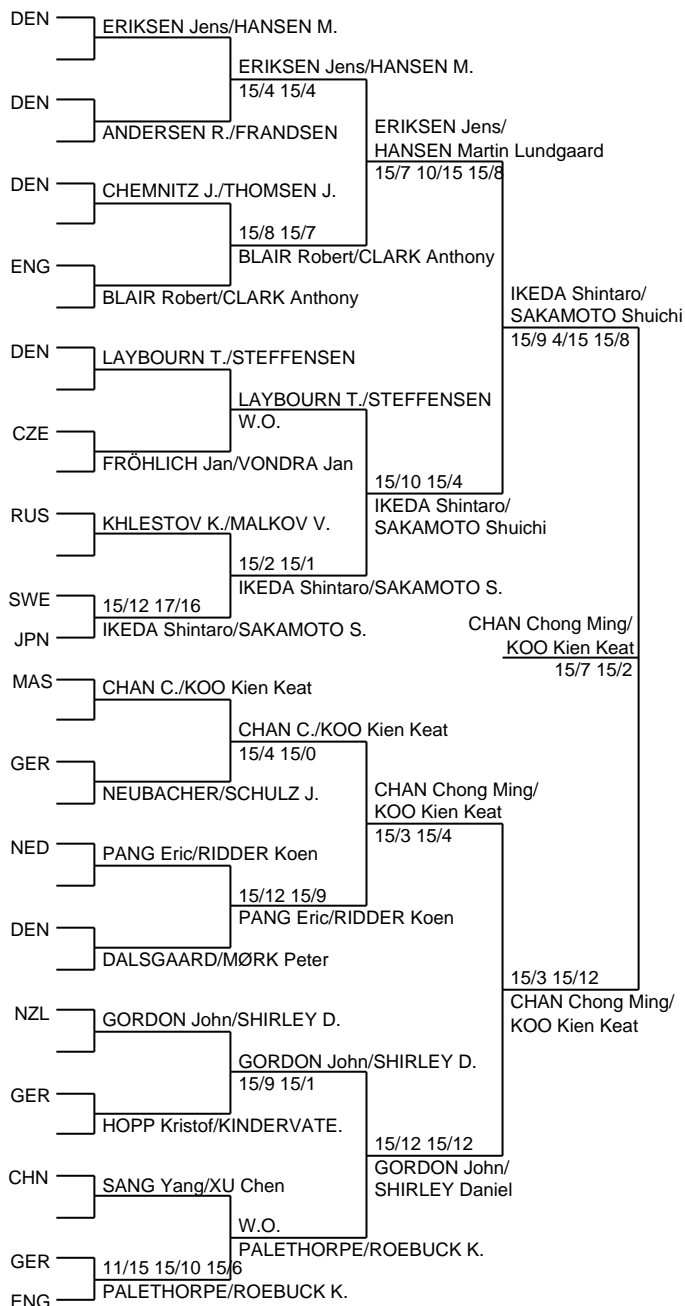 DEN
ERIKSEN Jens/HANSEN M.
ERIKSEN Jens/HANSEN M.
15/4 15/4
DEN
ANDERSEN R./FRANDSEN
ERIKSEN Jens/
HANSEN Martin Lundgaard
15/7 10/15 15/8
DEN
CHEMNITZ J./THOMSEN J.
15/8 15/7
BLAIR Robert/CLARK Anthony
ENG
BLAIR Robert/CLARK Anthony
IKEDA Shintaro/
SAKAMOTO Shuichi
15/9 4/15 15/8
DEN
LAYBOURN T./STEFFENSEN
LAYBOURN T./STEFFENSEN
W.O.
CZE
FRÖHLICH Jan/VONDRA Jan
15/10 15/4
IKEDA Shintaro/
SAKAMOTO Shuichi
RUS
KHLESTOV K./MALKOV V.
15/2 15/1
IKEDA Shintaro/SAKAMOTO S.
SWE
15/12 17/16
JPN
IKEDA Shintaro/SAKAMOTO S.
CHAN Chong Ming/
KOO Kien Keat
15/7 15/2
MAS
CHAN C./KOO Kien Keat
CHAN C./KOO Kien Keat
15/4 15/0
GER
NEUBACHER/SCHULZ J.
CHAN Chong Ming/
KOO Kien Keat
15/3 15/4
NED
PANG Eric/RIDDER Koen
15/12 15/9
PANG Eric/RIDDER Koen
DEN
DALSGAARD/MØRK Peter
15/3 15/12
CHAN Chong Ming/
KOO Kien Keat
NZL
GORDON John/SHIRLEY D.
GORDON John/SHIRLEY D.
15/9 15/1
GER
HOPP Kristof/KINDERVATE.
15/12 15/12
GORDON John/
SHIRLEY Daniel
CHN
SANG Yang/XU Chen
W.O.
PALETHORPE/ROEBUCK K.
GER
11/15 15/10 15/6
ENG
PALETHORPE/ROEBUCK K.